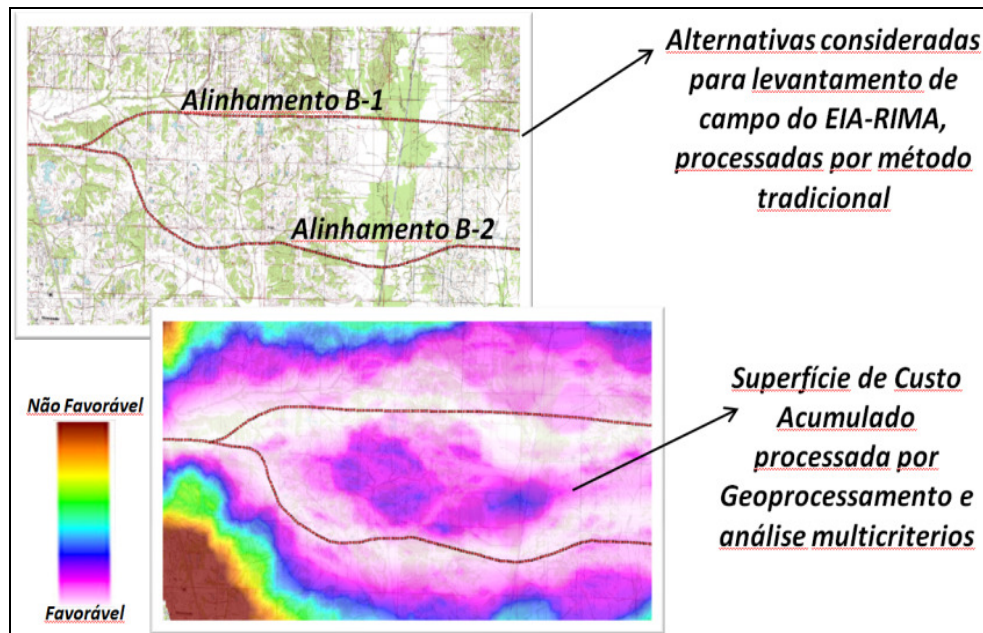 Alinhamento B-1
Alinhamento B-2
Alternativas consideradas
para levantamento de
campo do EIA-RIMA,
processadas por método
tradicional
Não Favorável
Favorável
Superfície de Custo
Acumulado
processada por
Geoprocessamento e
análise multicriterios